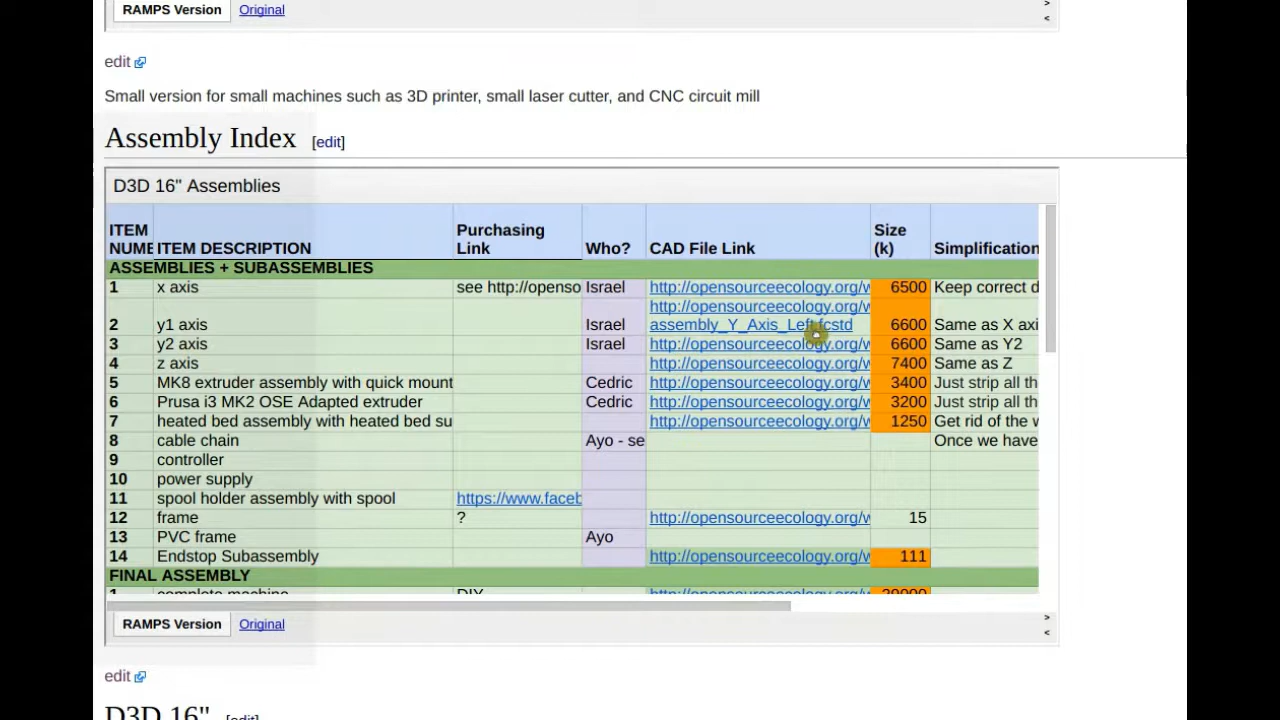 RAMPS Version Original > <
edit
Small version for small machines such as 3D printer, small laser cutter, and CNC circuit mill
Assembly Index [edit]
D3D 16" Assemblies
ITEM NUME ITEM DESCRIPTION Purchasing Link Who? CAD File Link Size (k) Simplification
ASSEMBLIES + SUBASSEMBLIES
1 x axis see http://openso Israel http://opensourceecology.org/w 6500 Keep correct d
2 y1 axis Israel http://opensourceecology.org/w assembly_Y_Axis_Left.fcstd 6600 Same as X axi
3 y2 axis Israel http://opensourceecology.org/w 6600 Same as Y2
4 z axis http://opensourceecology.org/w 7400 Same as Z
5 MK8 extruder assembly with quick mount Cedric http://opensourceecology.org/w 3400 Just strip all th
6 Prusa i3 MK2 OSE Adapted extruder Cedric http://opensourceecology.org/w 3200 Just strip all th
7 heated bed assembly with heated bed su http://opensourceecology.org/w 1250 Get rid of the w
8 cable chain Ayo - se Once we have
9 controller
10 power supply
11 spool holder assembly with spool https://www.faceb
12 frame ? http://opensourceecology.org/w 15
13 PVC frame Ayo
14 Endstop Subassembly http://opensourceecology.org/w 111
FINAL ASSEMBLY
1 complete machine DIY http://opensourceecology.org/w
RAMPS Version Original > <
edit
D3D 16" [edit]